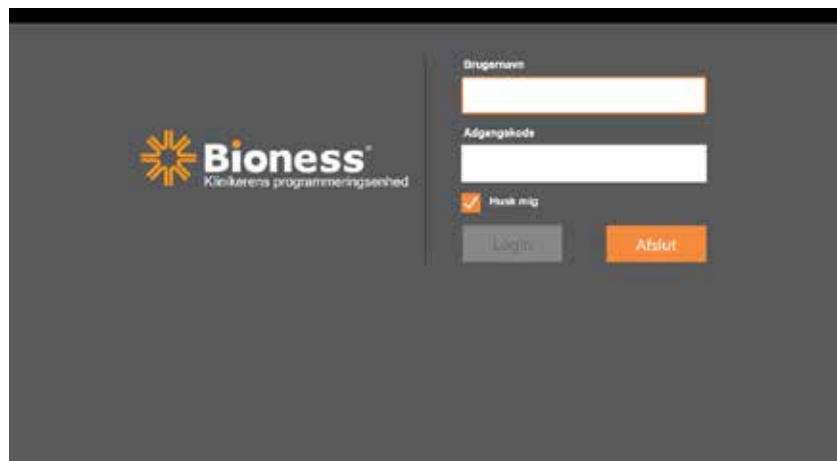 Bioness®
Klinikerens programmeringsenhed
Brugernavn
Adgangskode
Husk mig
Login
Afslut